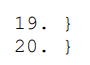 19. }
20. }